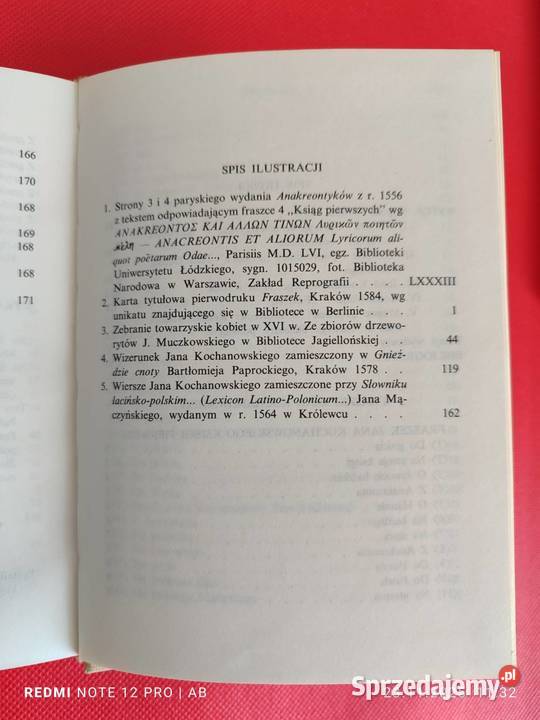 166
170
168
169
168
168
171
SPIS ILUSTRACJI
1. Strony 3 i 4 paryskiego wydania Anakreontyków z r. 1556
z tekstem odpowiadającym fraszce 4 ,,Ksiąg pierwszych" wg
ΑΝΑΚΡΕΟΝΤΟΣ ΚΑΙ ΑΛΛΩΝ ΤΙΝΩΝ Λυρικῶν ποιητῶν
μέλη — ANACREONTIS ET ALIORUM Lyricorum ali-
quot poëtarum Odae..., Parisiis M.D. LVI, egz. Biblioteki
Uniwersytetu Łódzkiego, sygn. 1015029, fot. Biblioteka
Narodowa w Warszawie, Zakład Reprografii . . . . LXXXIII
2. Karta tytułowa pierwodruku Fraszek, Kraków 1584, wg
unikatu znajdującego się w Bibliotece w Berlinie . . 1
3. Zebranie towarzyskie kobiet w XVI w. Ze zbiorów drzewo-
rytów J. Muczkowskiego w Bibliotece Jagiellońskiej . 44
4. Wizerunek Jana Kochanowskiego zamieszczony w Gnieź-
dzie cnoty Bartłomieja Paprockiego, Kraków 1578 . . 119
5. Wiersze Jana Kochanowskiego zamieszczone przy Słowniku
łacińsko-polskim... (Lexicon Latino-Polonicum...) Jana Mą-
czyńskiego, wydanym w r. 1564 w Królewcu . . . . 162
REDMI NOTE 12 PRO | AB
Sprzedajemy.pl